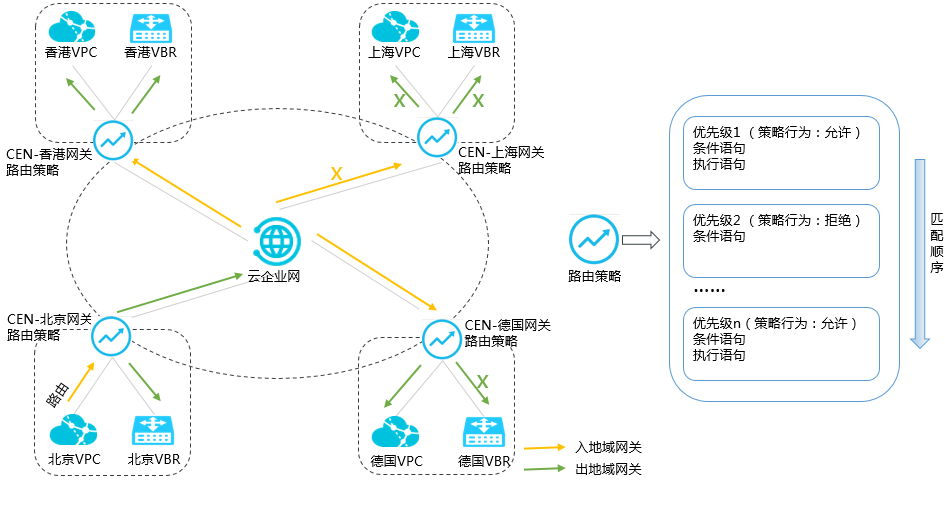 香港VPC
香港VBR
上海VPC
上海VBR
X
X
CEN-香港网关
路由策略
CEN-上海网关
路由策略
X
云企业网
CEN-北京网关
路由策略
CEN-德国网关
路由策略
路由
X
北京VPC
北京VBR
德国VPC
德国VBR
入地域网关
出地域网关
路由策略
优先级1 （策略行为：允许）
条件语句
执行语句
优先级2 （策略行为：拒绝）
条件语句
......
优先级n（策略行为：允许）
条件语句
执行语句
匹
配
顺
序